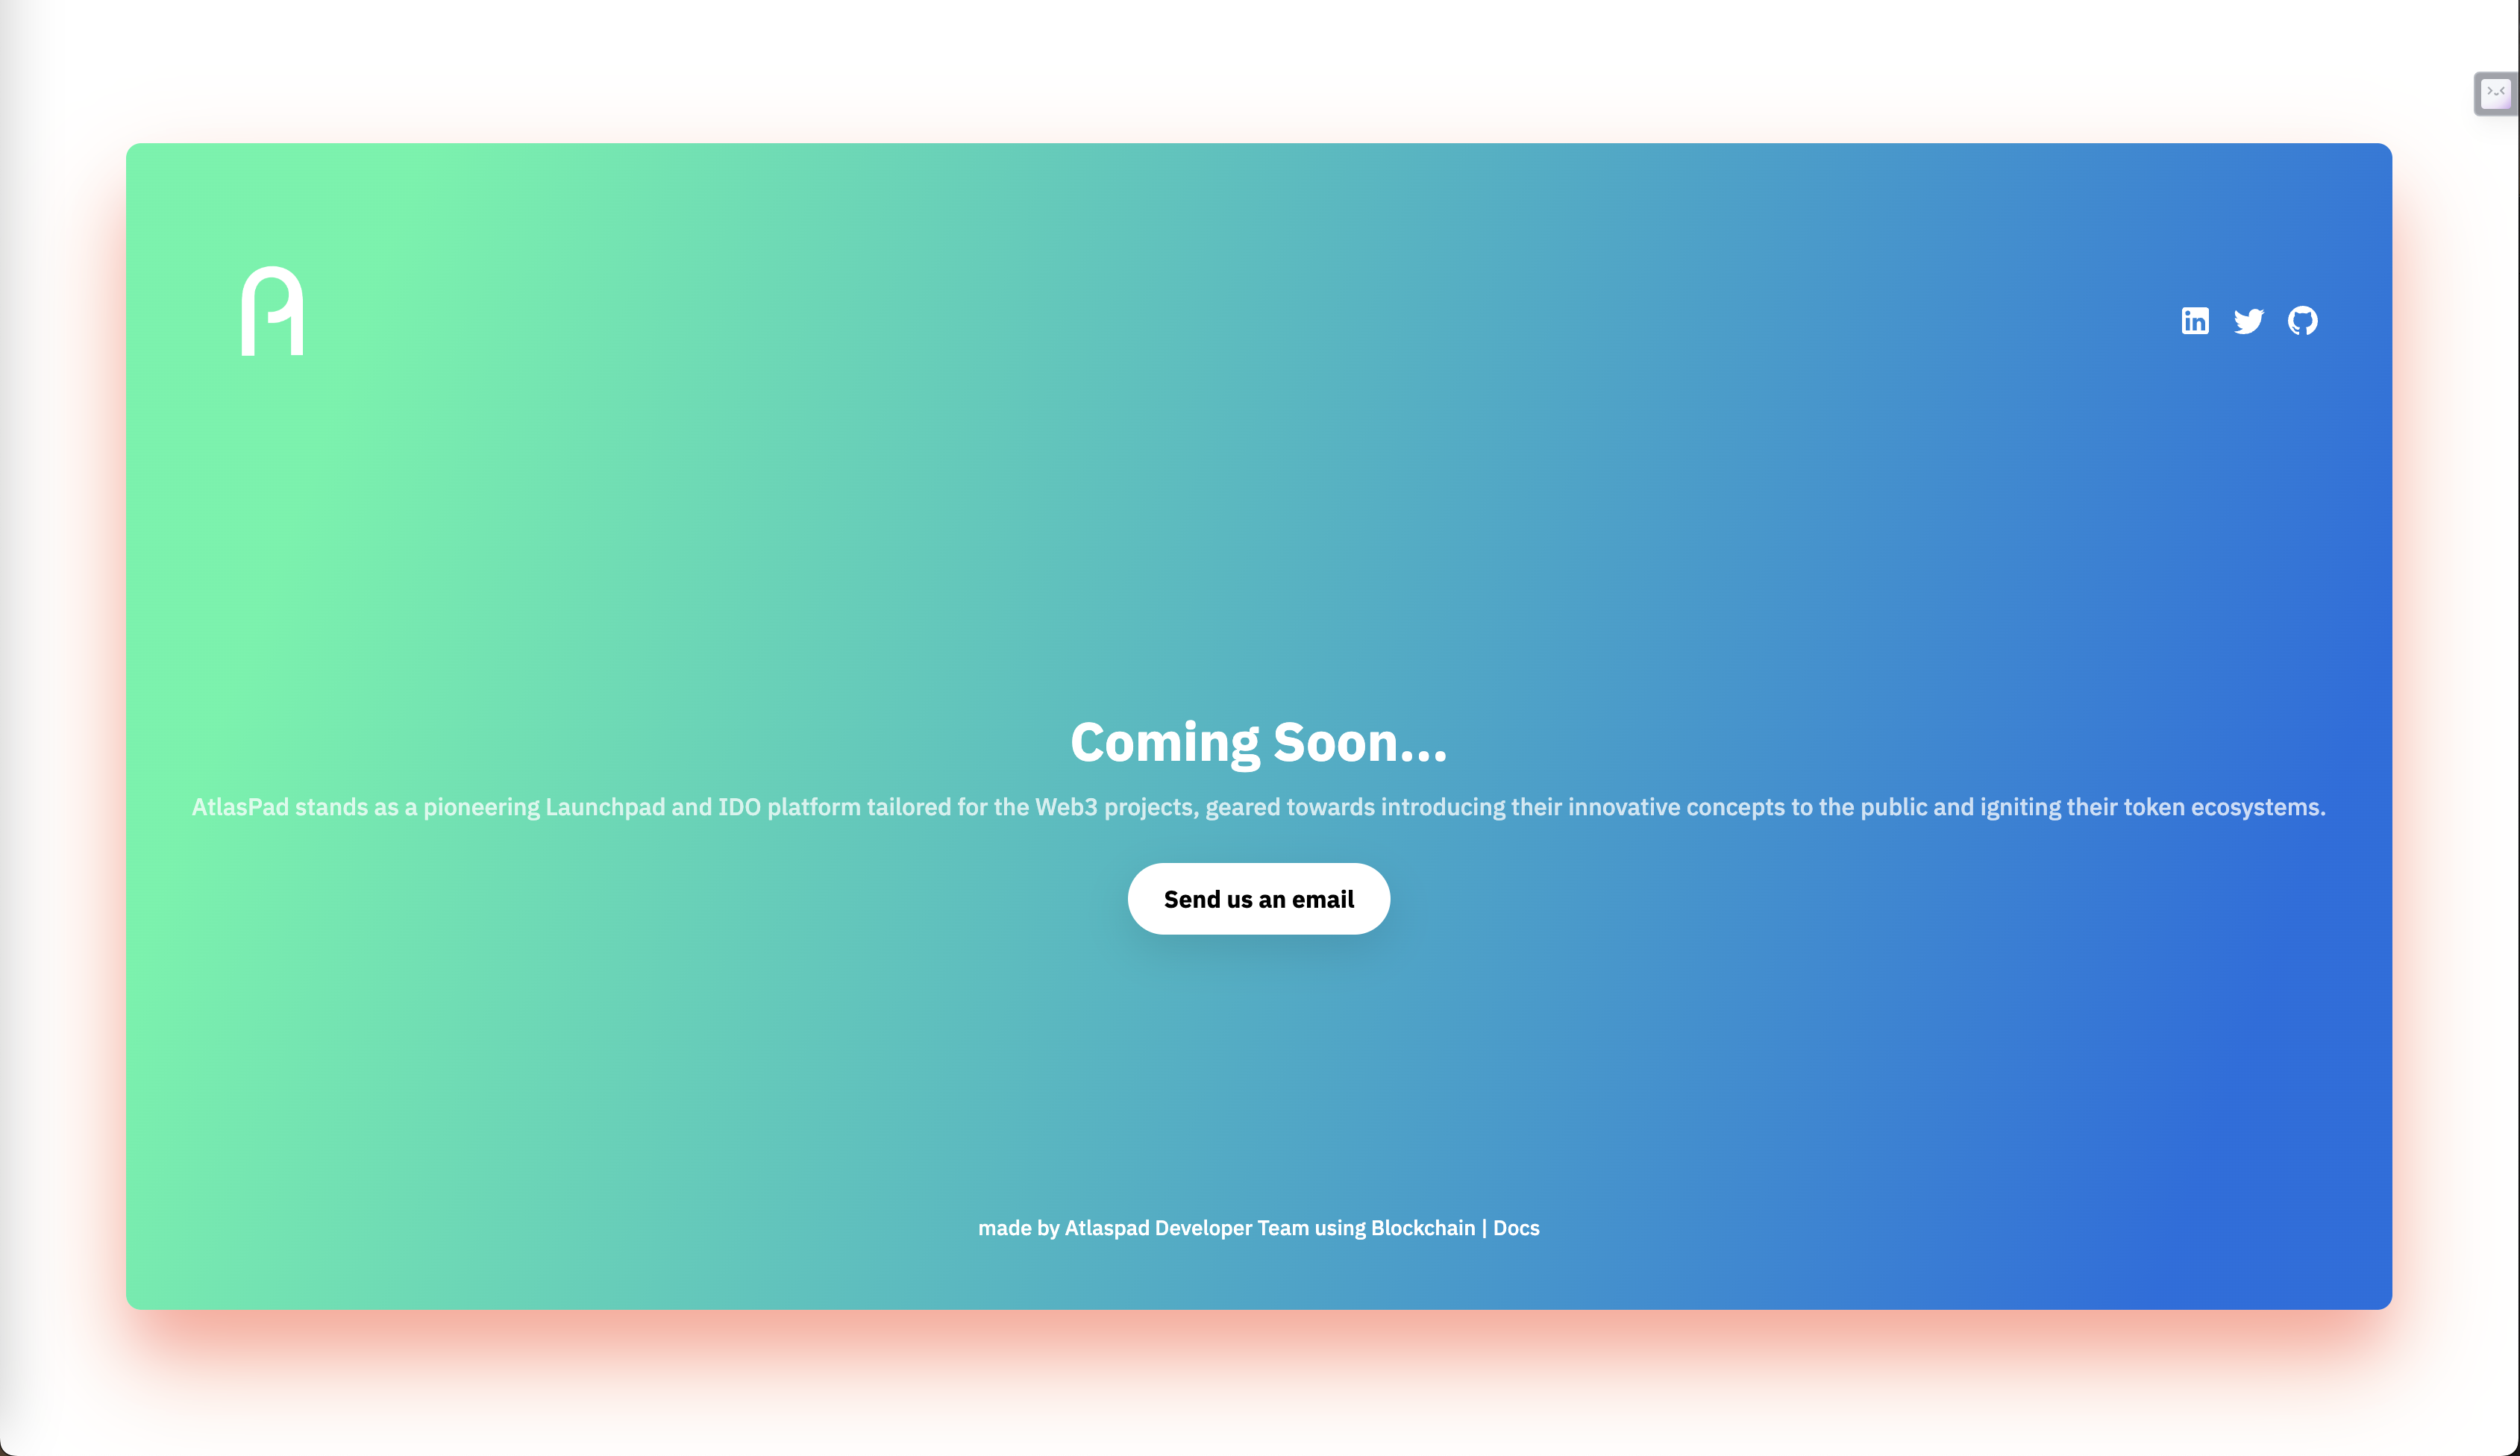 Coming Soon...
AtlasPad stands as a pioneering Launchpad and IDO platform tailored for the Web3 projects, geared towards introducing their innovative concepts to the public and igniting their token ecosystems.
Send us an email
made by Atlaspad Developer Team using Blockchain | Docs